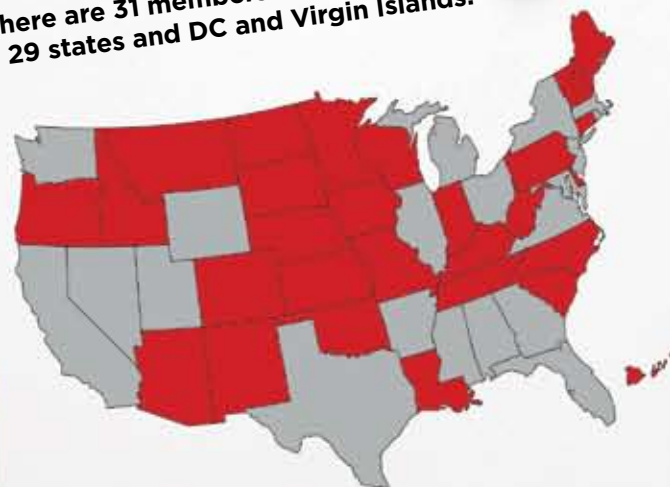 here are 31 member
29 states and DC and Virgin Islands.